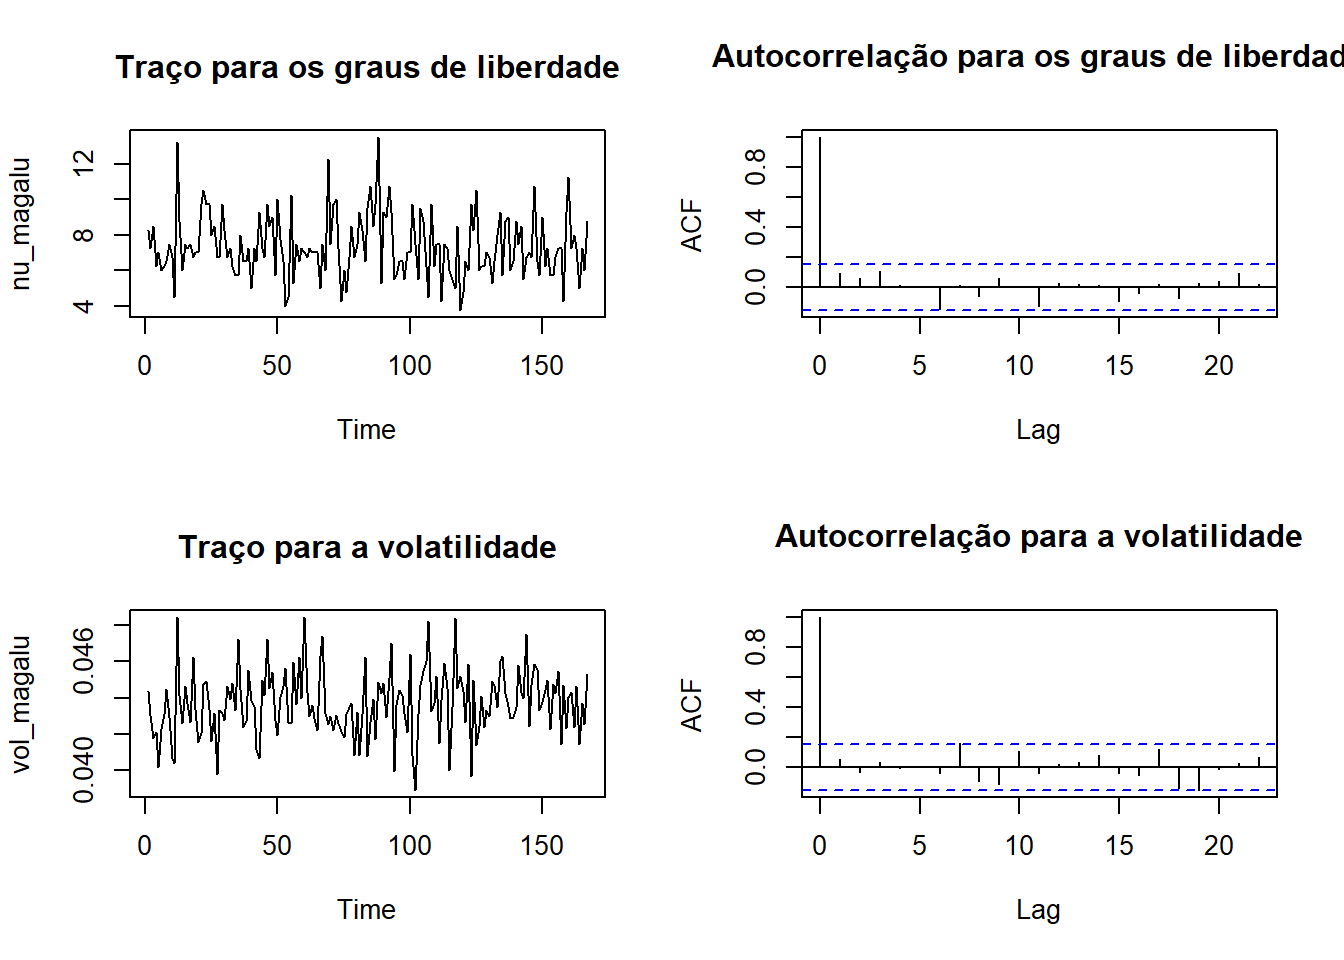 Traço para os graus de liberdade
nu_magalu
4 8 12
0 50 100 150
Time
Autocorrelação para os graus de liberdad
ACF
0.0 0.4 0.8
0 5 10 15 20
Lag
Traço para a volatilidade
vol_magalu
0.040 0.046
0 50 100 150
Time
Autocorrelação para a volatilidade
ACF
0.0 0.4 0.8
0 5 10 15 20
Lag